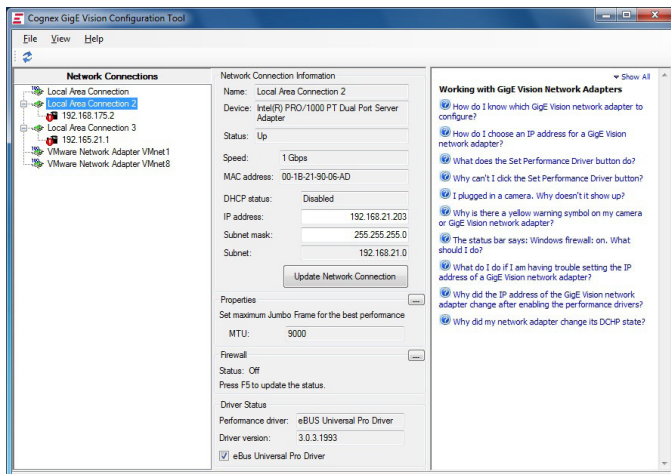 Cognex GigE Vision Configuration Tool
File View Help
Network Connections
Local Area Connection
Local Area Connection 2
192.168.175.2
Local Area Connection 3
192.165.21.1
VMware Network Adapter VMnet1
VMware Network Adapter VMnet8
Network Connection Information
Name: Local Area Connection 2
Device: Intel(R) PRO/1000 PT Dual Port Server
Adapter
Status: Up
Speed: 1 Gbps
MAC address: 00-1B-21-90-06-AD
DHCP status: Disabled
IP address: 192.168.21.203
Subnet mask: 255.255.255.0
Subnet: 192.168.21.0
Update Network Connection
Properties
Set maximum Jumbo Frame for the best performance
MTU: 9000
Firewall
Status: Off
Press F5 to update the status.
Driver Status
Performance driver: eBUS Universal Pro Driver
Driver version: 3.0.3.1993
eBus Universal Pro Driver
Show All
Working with GigE Vision Network Adapters
How do I know which GigE Vision network adapter to
configure?
How do I choose an IP address for a GigE Vision
network adapter?
What does the Set Performance Driver button do?
Why can't I click the Set Performance Driver button?
I plugged in a camera. Why doesn't it show up?
Why is there a yellow warning symbol on my camera
or GigE Vision network adapter?
The status bar says: Windows firewall: on. What
should I do?
What do I do if I am having trouble setting the IP
address of a GigE Vision network adapter?
Why did the IP address of the GigE Vision network
adapter change after enabling the performance drivers?
Why did my network adapter change its DCHP state?